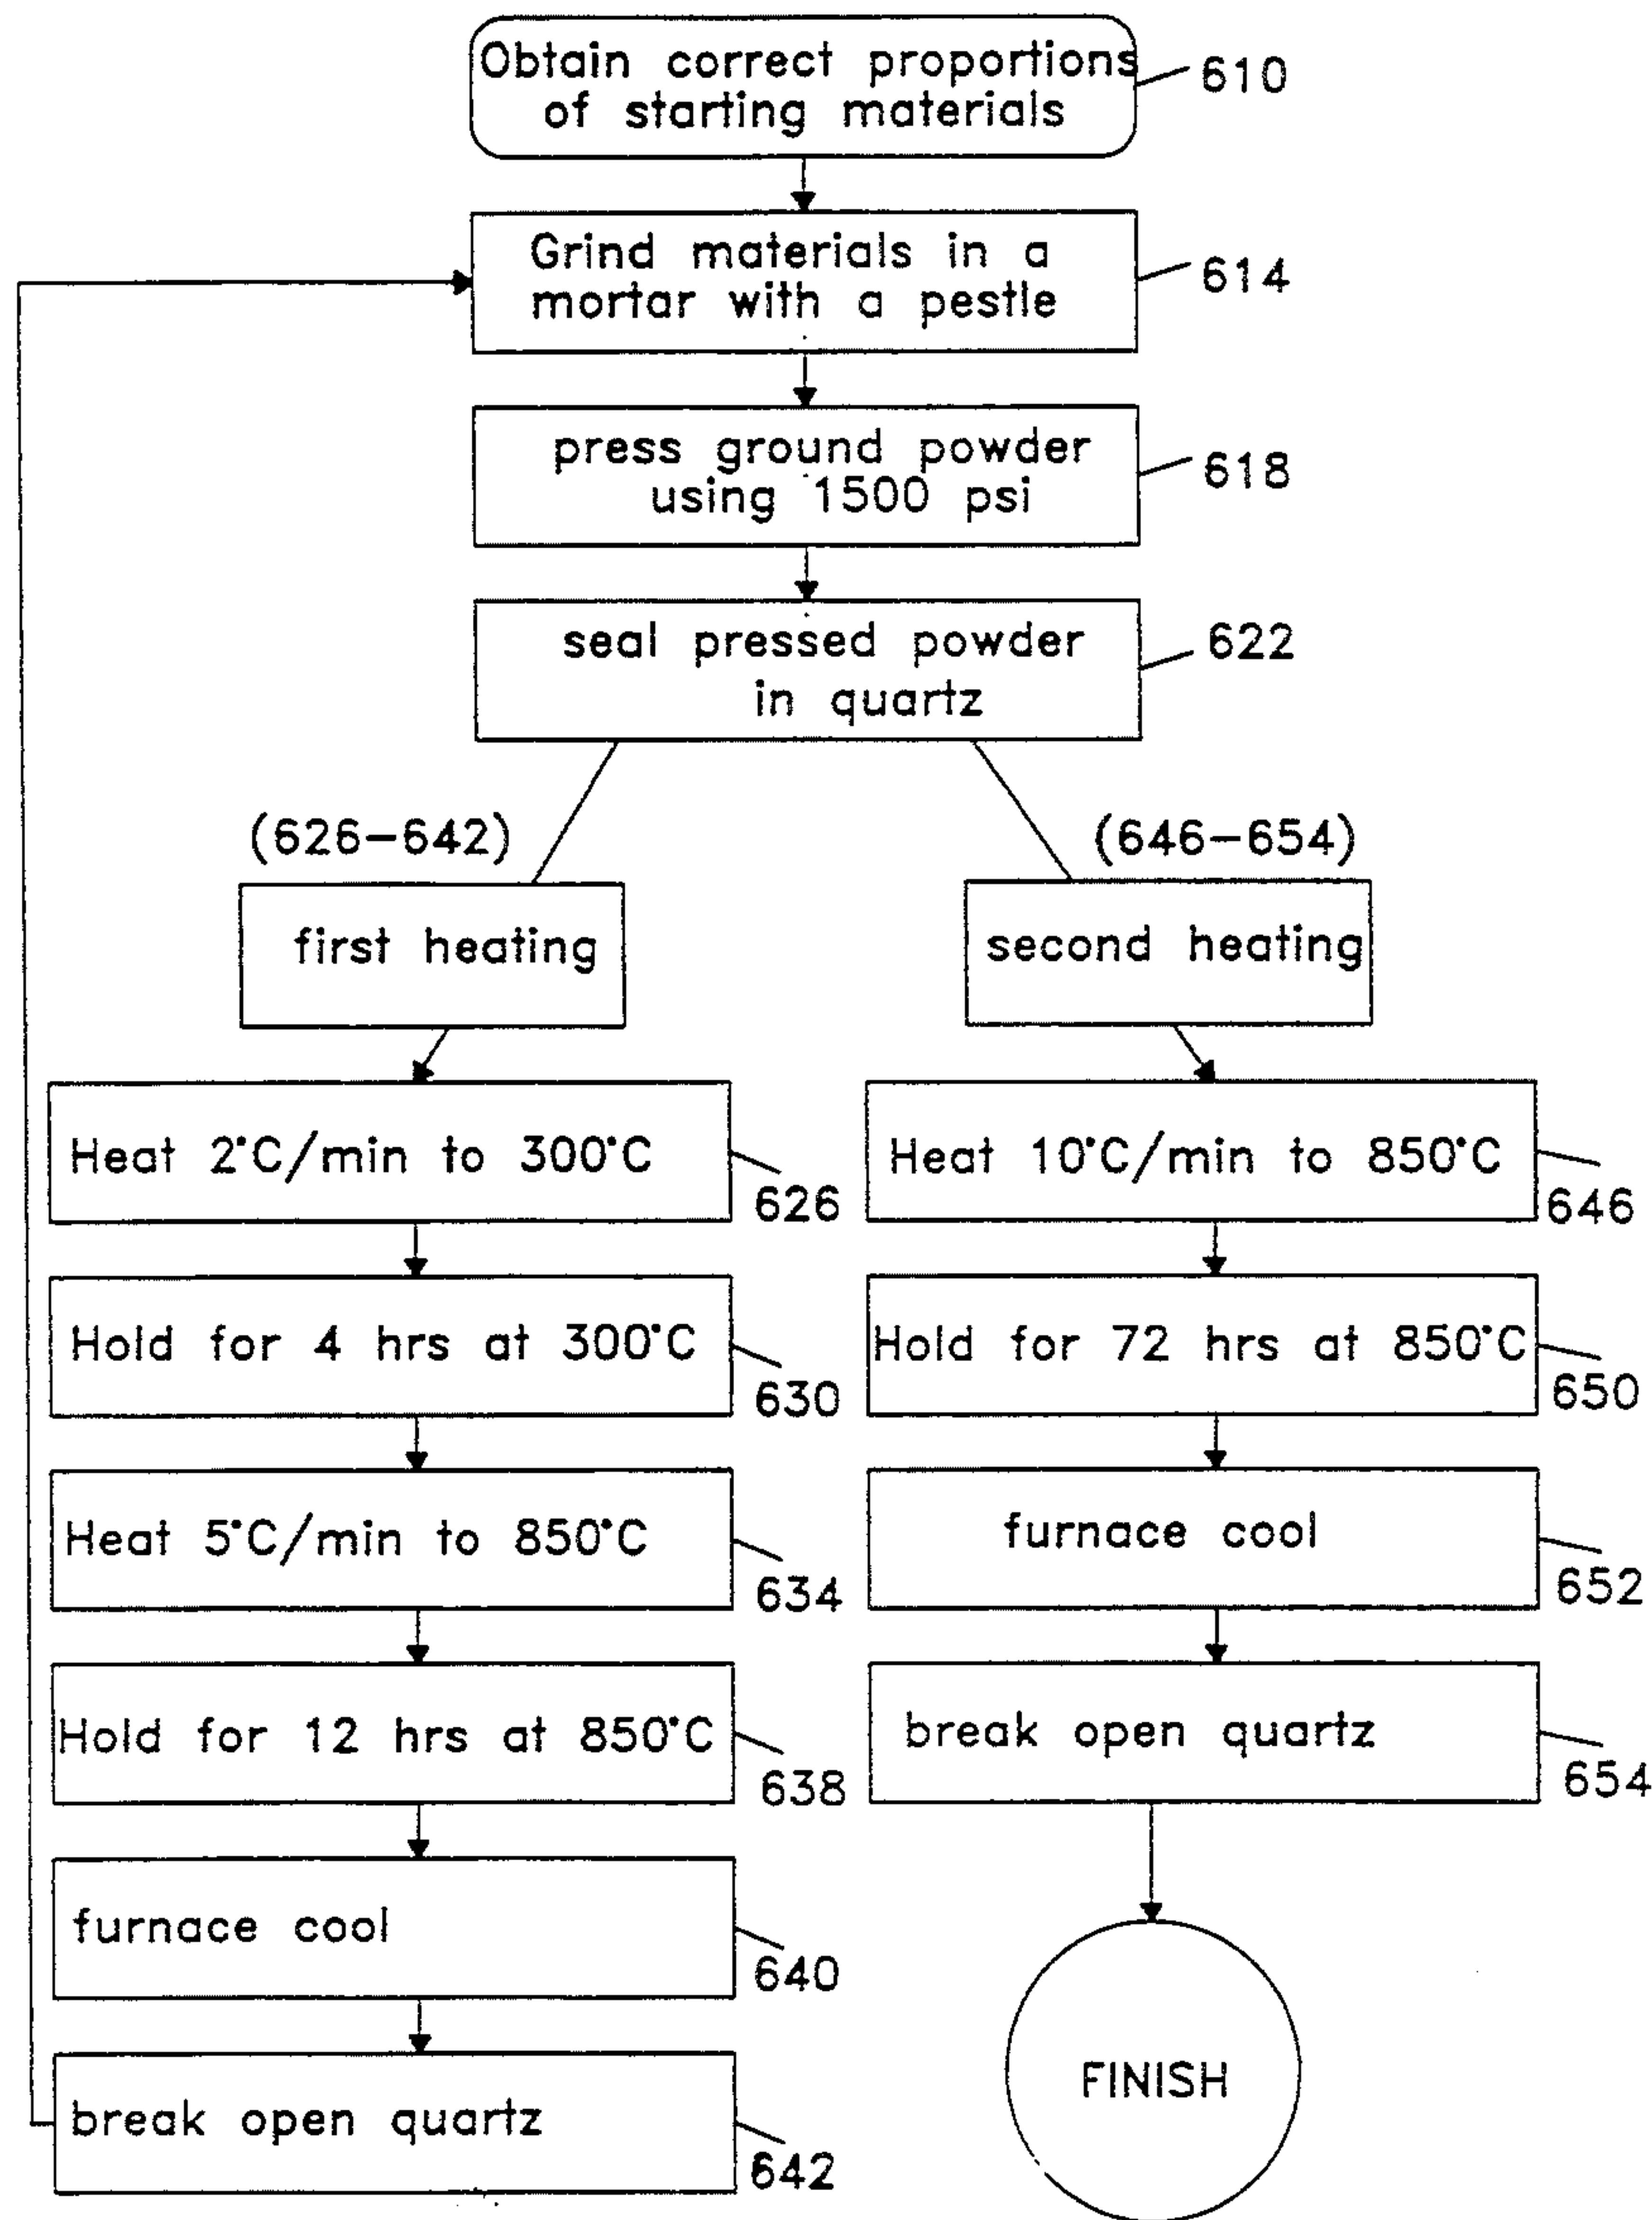 Obtain correct proportions
of starting materials
610
Grind materials in a
mortar with a pestle
614
press ground powder
using 1500 psi
618
seal pressed powder
in quartz
622
(626-642)
first heating
Heat 2°C/min to 300°C
626
Hold for 4 hrs at 300°C
630
Heat 5°C/min to 850°C
634
Hold for 12 hrs at 850°C
638
furnace cool
640
break open quartz
642
(646-654)
second heating
Heat 10°C/min to 850°C
646
Hold for 72 hrs at 850°C
650
furnace cool
652
break open quartz
654
FINISH